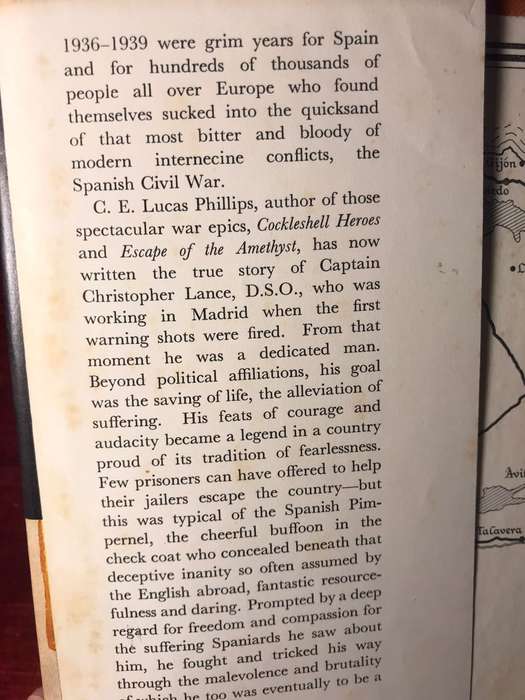 1936–1939 were grim years for Spain
and for hundreds of thousands of
people all over Europe who found
themselves sucked into the quicksand
of that most bitter and bloody of
modern internecine conflicts, the
Spanish Civil War.
C. E. Lucas Phillips, author of those
spectacular war epics, Cockleshell Heroes
and Escape of the Amethyst, has now
written the true story of Captain
Christopher Lance, D.S.O., who was
working in Madrid when the first
warning shots were fired. From that
moment he was a dedicated man.
Beyond political affiliations, his goal
was the saving of life, the alleviation of
suffering. His feats of courage and
audacity became a legend in a country
proud of its tradition of fearlessness.
Few prisoners can have offered to help
their jailers escape the country—but
this was typical of the Spanish Pim-
pernel, the cheerful buffoon in the
check coat who concealed beneath that
deceptive inanity so often assumed by
the English abroad, fantastic resource-
fulness and daring. Prompted by a deep
regard for freedom and compassion for
the suffering Spaniards he saw about
him, he fought and tricked his way
through the malevolence and brutality
of which he too was eventually to be a
Gijón
Talavera